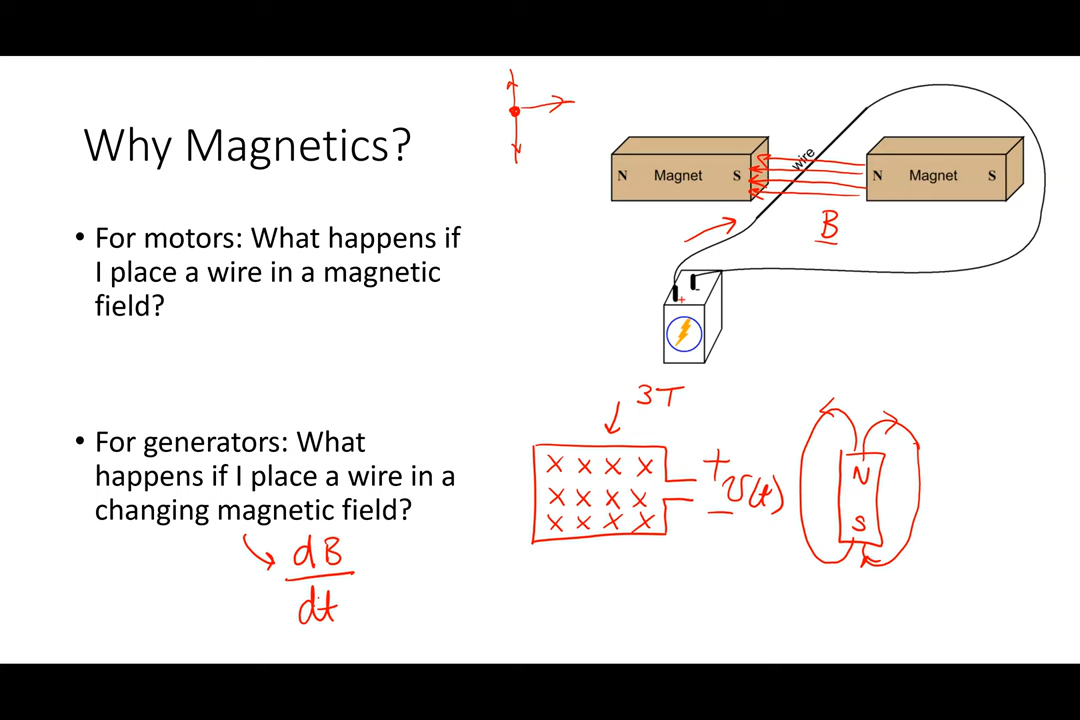 Why Magnetics?
• For motors: What happens if
I place a wire in a magnetic
field?
• For generators: What
happens if I place a wire in a
changing magnetic field?
dB
dt
N Magnet S
wire
N Magnet S
B
+ -
3T
x x x x
x x x x
x x x x
+
v(t)
-
N
S